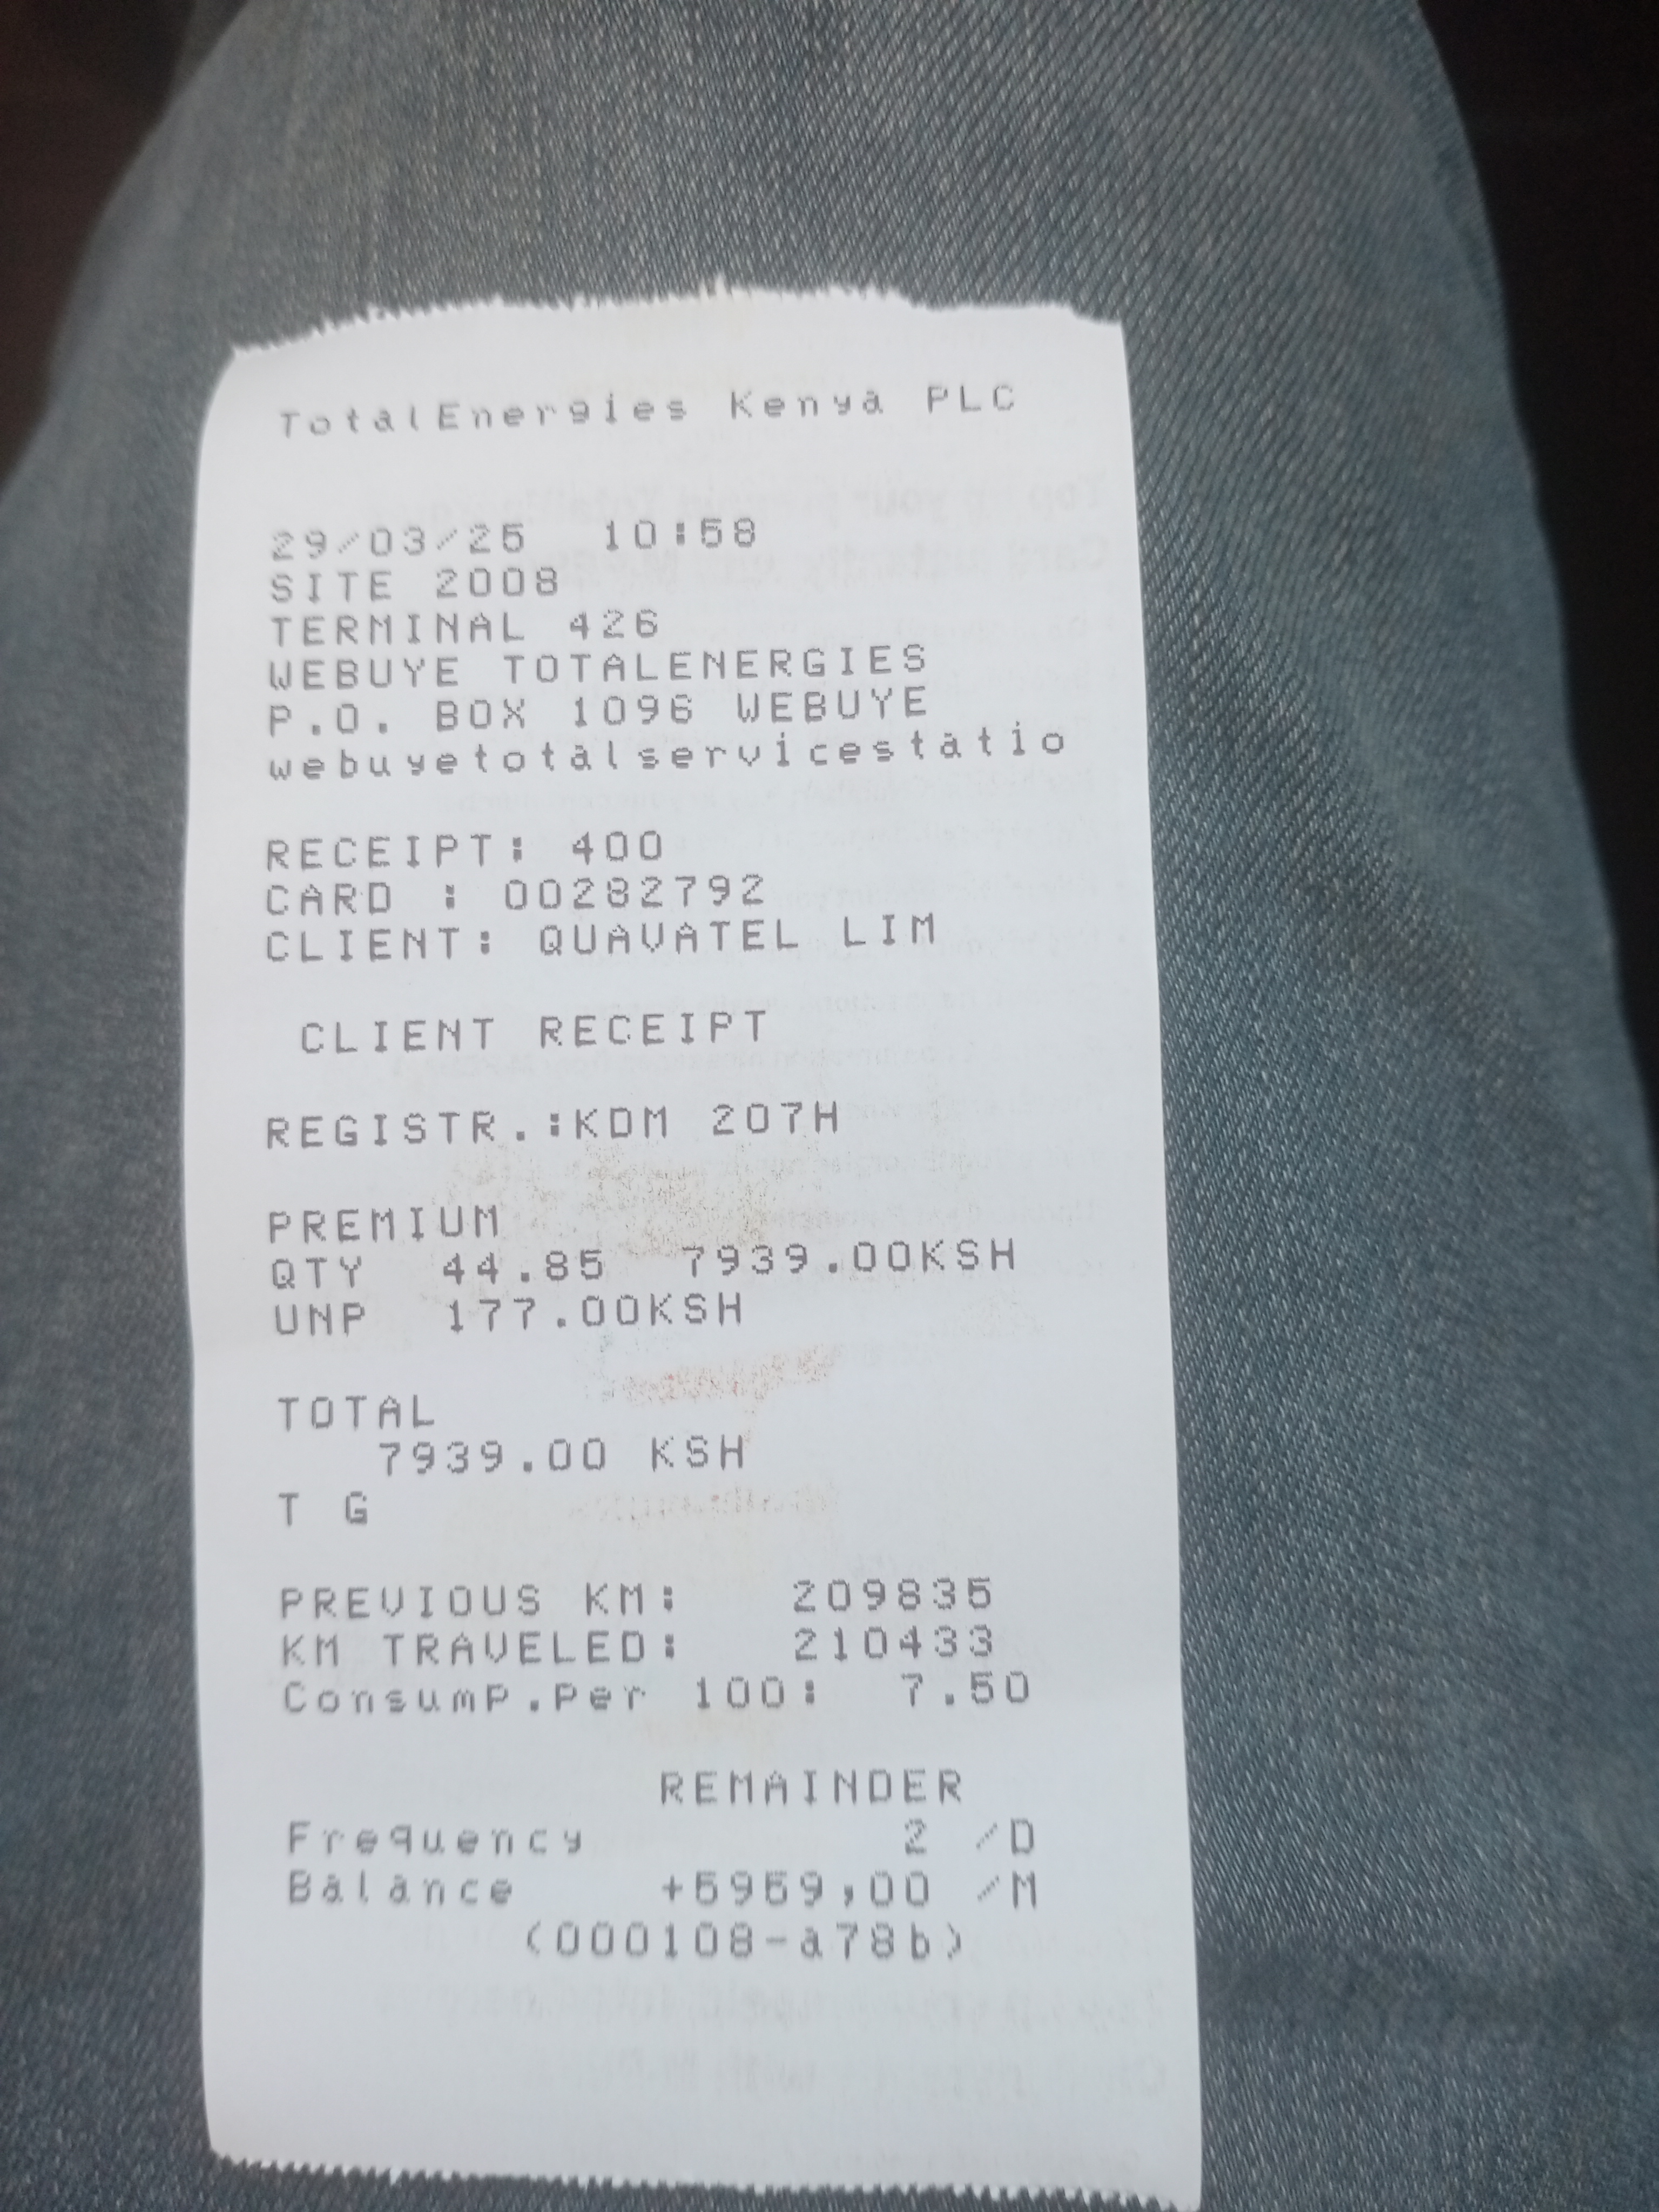 TotalEnergies Kenya PLC
29/03/25 10:58
SITE 2008
TERMINAL 426
WEBUYE TOTALENERGIES
P.O. BOX 1096 WEBUYE
webuyetotalservicestatio
RECEIPT: 400
CARD : 00282792
CLIENT: QUAVATEL LIM
CLIENT RECEIPT
REGISTR.:KDM 207H
PREMIUM
QTY 44.85 7939.00KSH
UNP 177.00KSH
TOTAL
7939.00 KSH
T G
PREVIOUS KM: 209835
KM TRAVELED: 210433
Consump.Per 100: 7.50
REMAINDER
Frequency 2 /D
Balance +5959,00 /M
(000108-a78b)